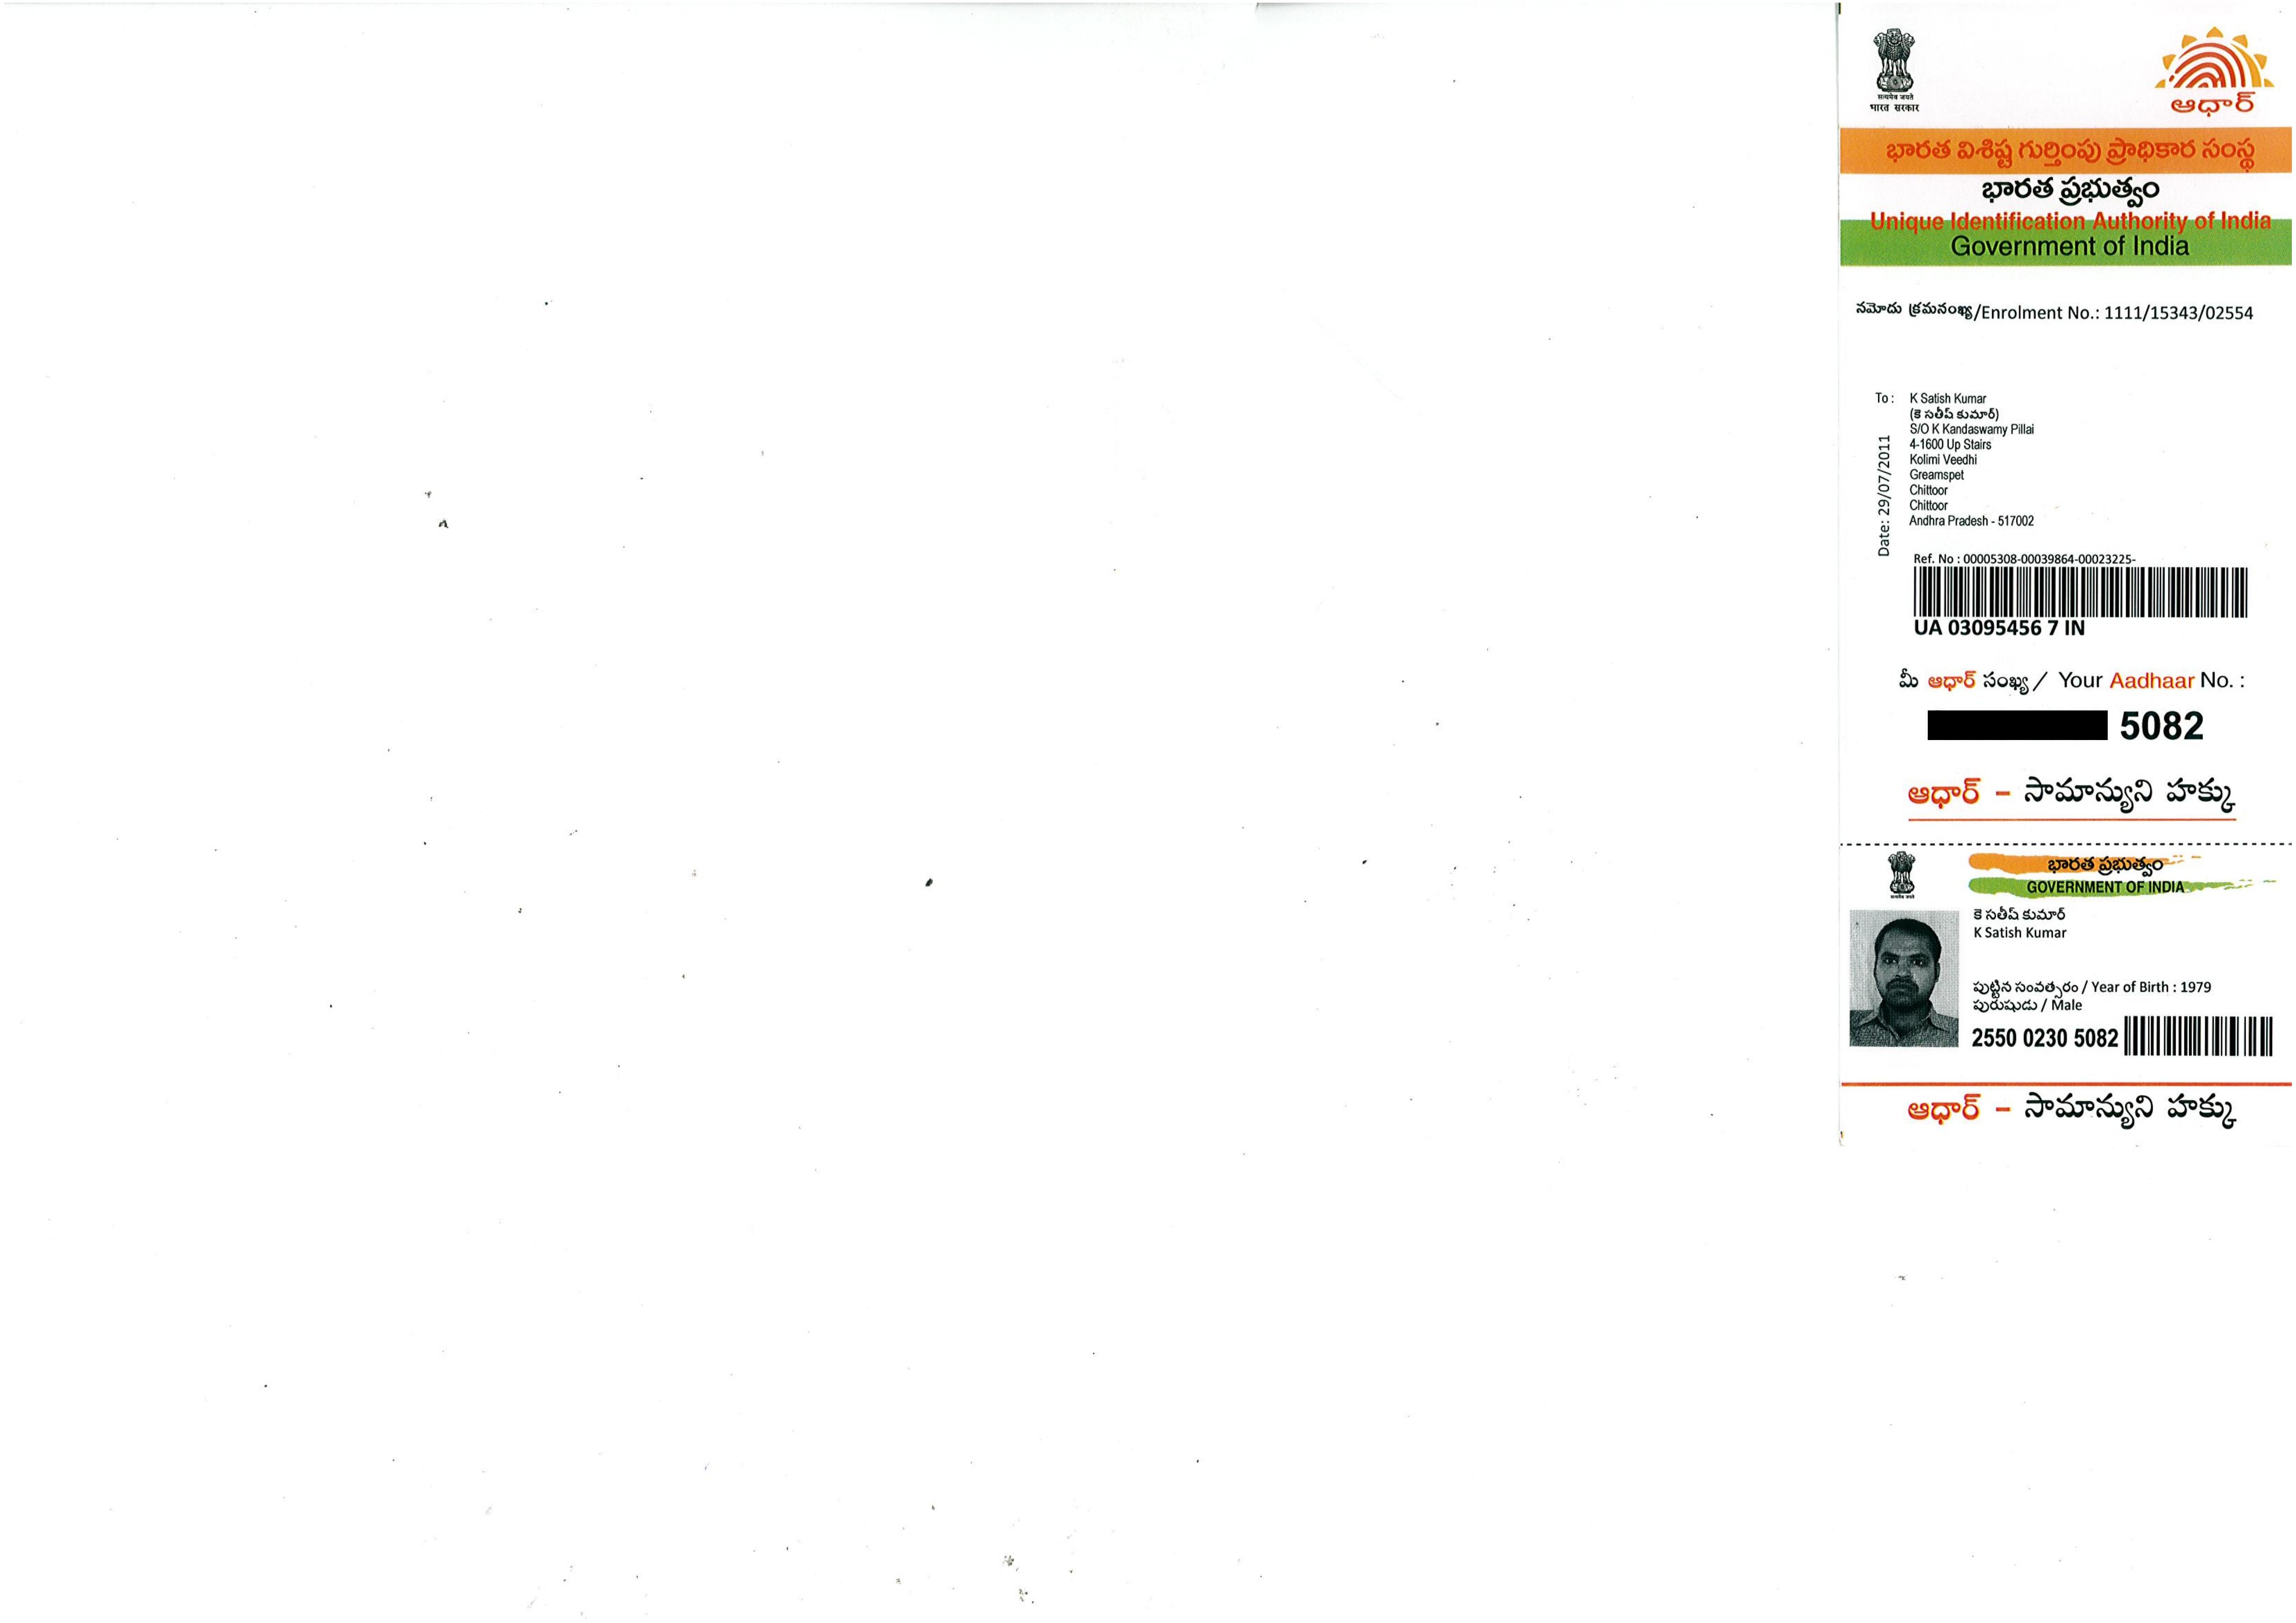 सत्यमेव जयते
भारत सरकार
ఆధార్
భారత విశిష్ట గుర్తింపు ప్రాధికార సంస్థ
భారత ప్రభుత్వం
Unique Identification Authority of India
Government of India
నమోదు క్రమసంఖ్య/Enrolment No.: 1111/15343/02554
To : K Satish Kumar
(కె సతీష్ కుమార్)
S/O K Kandaswamy Pillai
4-1600 Up Stairs
Kolimi Veedhi
Greamspet
Chittoor
Chittoor
Andhra Pradesh - 517002
Date: 29/07/2011
Ref. No : 00005308-00039864-00023225-
UA 03095456 7 IN
మీ ఆధార్ సంఖ్య / Your Aadhaar No. :
5082
ఆధార్ – సామాన్యుని హక్కు
భారత ప్రభుత్వం
GOVERNMENT OF INDIA
కె సతీష్ కుమార్
K Satish Kumar
పుట్టిన సంవత్సరం / Year of Birth : 1979
పురుషుడు / Male
2550 0230 5082
ఆధార్ – సామాన్యుని హక్కు